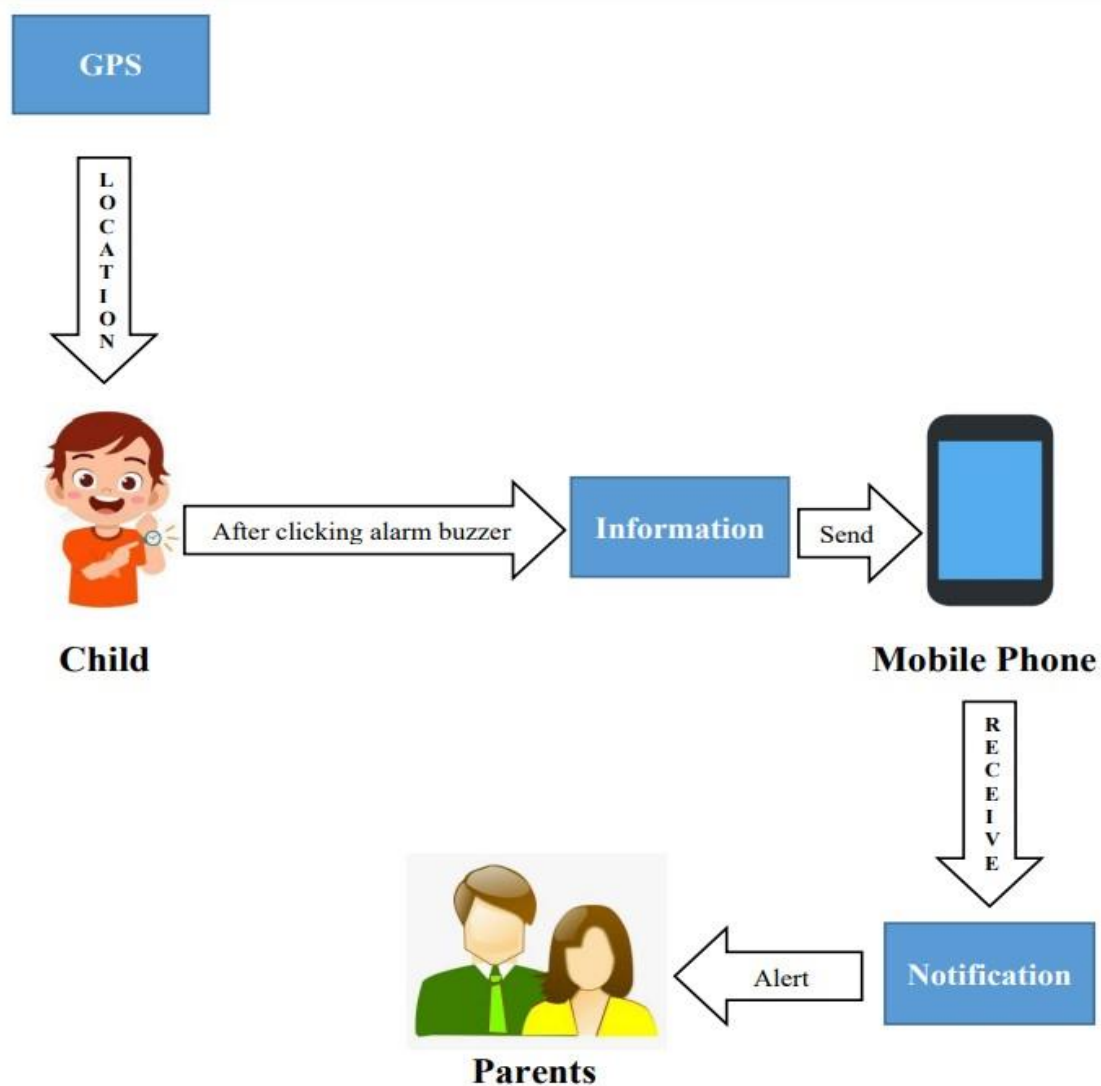 GPS
LOCATION
After clicking alarm buzzer
Information
Send
Child
Mobile Phone
RECEIVE
Notification
Alert
Parents